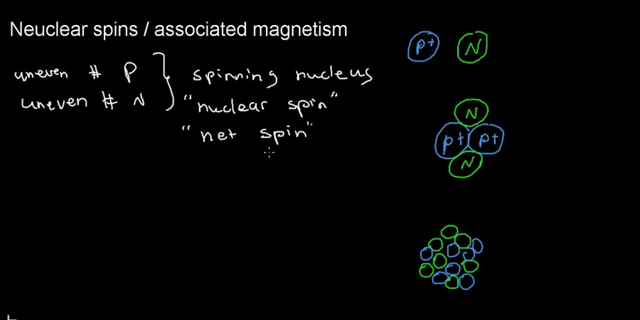 Neuclear spins / associated magnetism
uneven # P } spinning nucleus
uneven # N "nuclear spin"
"net spin"
P+ N
N
P+ P+
N